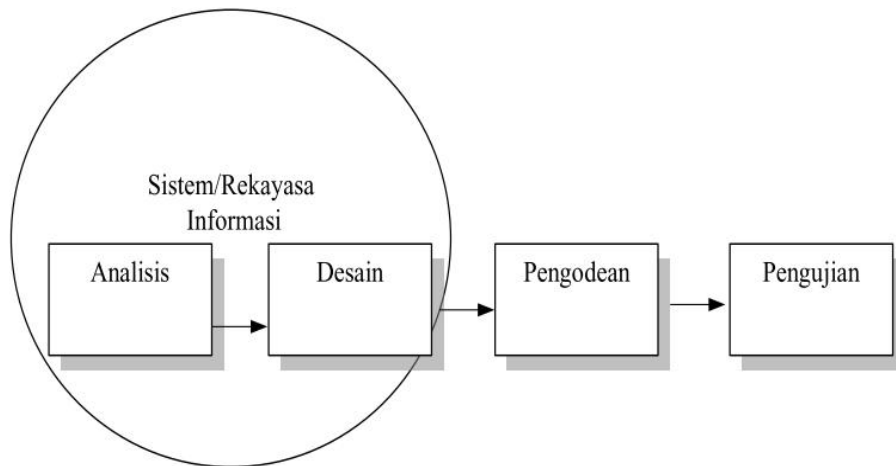 Sistem/Rekayasa
Informasi
Analisis
Desain
Pengodean
Pengujian